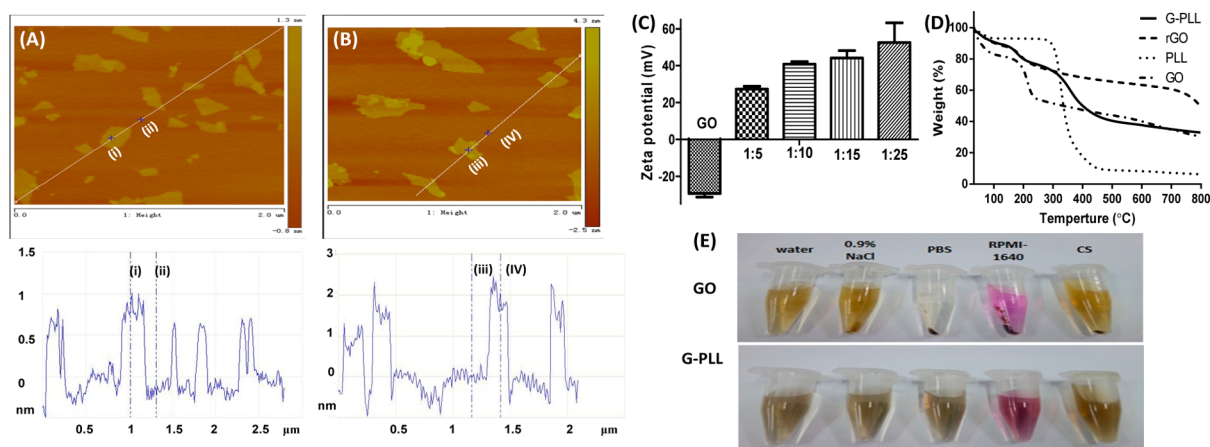 (A)
1.3 nm
(i)
(ii)
-0.8 nm
0.0
1: Height
2.0 um
(B)
4.3 nm
(iii)
(IV)
-2.5 nm
0.0
1: Height
2.0 um
1.5
1
0.5
0
nm
(i)
(ii)
0.5
1
1.5
2
2.5
μm
3
2
1
0
nm
(iii)
(IV)
0.5
1
1.5
2
μm
(C)
Zeta potential (mV)
60
40
20
0
-20
GO
1:5
1:10
1:15
1:25
(D)
Weight (%)
100
80
60
40
20
0
100 200 300 400 500 600 700 800
Temperture (°C)
G-PLL
rGO
PLL
GO
(E)
water
0.9% NaCl
PBS
RPMI-1640
CS
GO
G-PLL